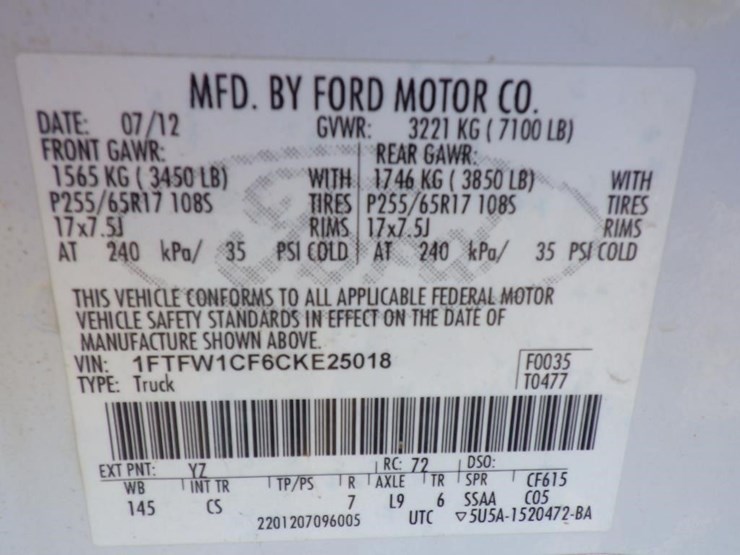 MFD. BY FORD MOTOR CO.
DATE: 07/12 GVWR: 3221 KG ( 7100 LB)
FRONT GAWR: REAR GAWR:
1565 KG ( 3450 LB) WITH 1746 KG ( 3850 LB) WITH
P255/65R17 108S TIRES P255/65R17 108S TIRES
17x7.5J RIMS 17x7.5J RIMS
AT 240 kPa/ 35 PSI COLD AT 240 kPa/ 35 PSI COLD
THIS VEHICLE CONFORMS TO ALL APPLICABLE FEDERAL MOTOR
VEHICLE SAFETY STANDARDS IN EFFECT ON THE DATE OF
MANUFACTURE SHOWN ABOVE.
VIN: 1FTFW1CF6CKE25018 F0035
TYPE: Truck T0477
EXT PNT: YZ RC: 72 DSO:
WB INT TR TP/PS R AXLE TR SPR CF615
145 CS 7 L9 6 SSAA C05
2201207096005 UTC ▽5U5A-1520472-BA